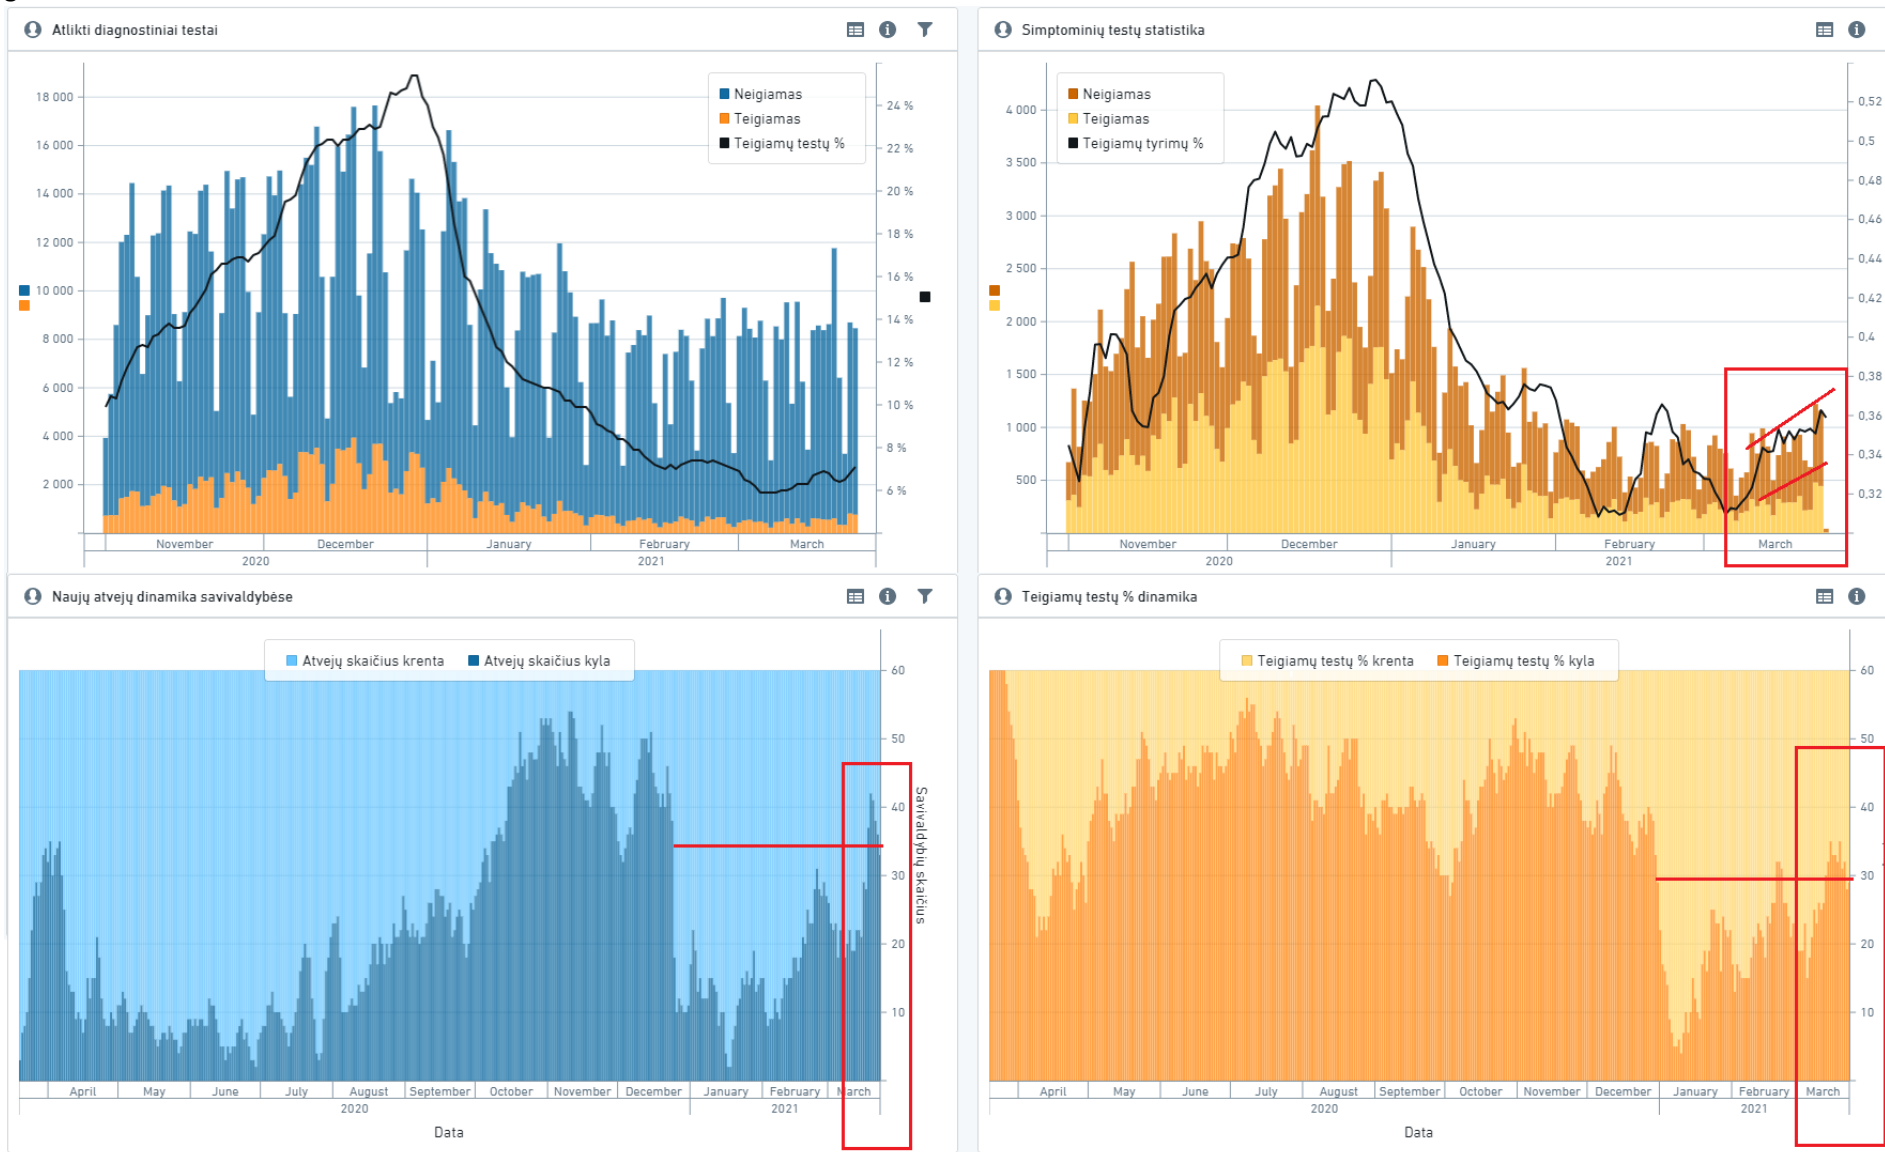 Atlikti diagnostiniai testai
Neigiamas
Teigiamas
Teigiamų testų %
18 000
16 000
14 000
12 000
10 000
8 000
6 000
4 000
2 000
24 %
22 %
20 %
18 %
16 %
14 %
12 %
10 %
8 %
6 %
November
December
January
February
March
2020
2021
Simptominių testų statistika
Neigiamas
Teigiamas
Teigiamų tyrimų %
4 000
3 500
3 000
2 500
2 000
1 500
1 000
500
0,52
0,5
0,48
0,46
0,44
0,42
0,4
0,38
0,36
0,34
0,32
November
December
January
February
March
2020
2021
Naujų atvejų dinamika savivaldybėse
Atvejų skaičius krenta
Atvejų skaičius kyla
60
50
40
30
20
10
Savivaldybių skaičius
April
May
June
July
August
September
October
November
December
January
February
March
2020
2021
Data
Teigiamų testų % dinamika
Teigiamų testų % krenta
Teigiamų testų % kyla
60
50
40
30
20
10
April
May
June
July
August
September
October
November
December
January
February
March
2020
2021
Data